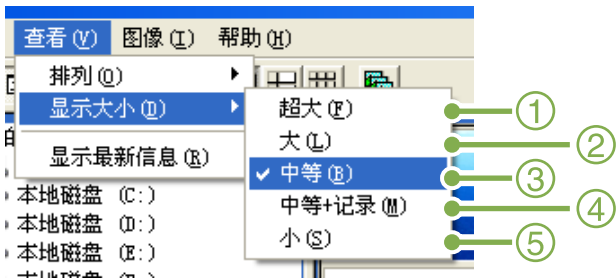 查看(V) 图像(I) 帮助(H)
排列(O)
显示大小(D)
显示最新信息(R)
超大(F)
大(L)
中等(B)
中等+记录(M)
小(S)
①
②
③
④
⑤
本地磁盘 (C:)
本地磁盘 (D:)
本地磁盘 (E:)